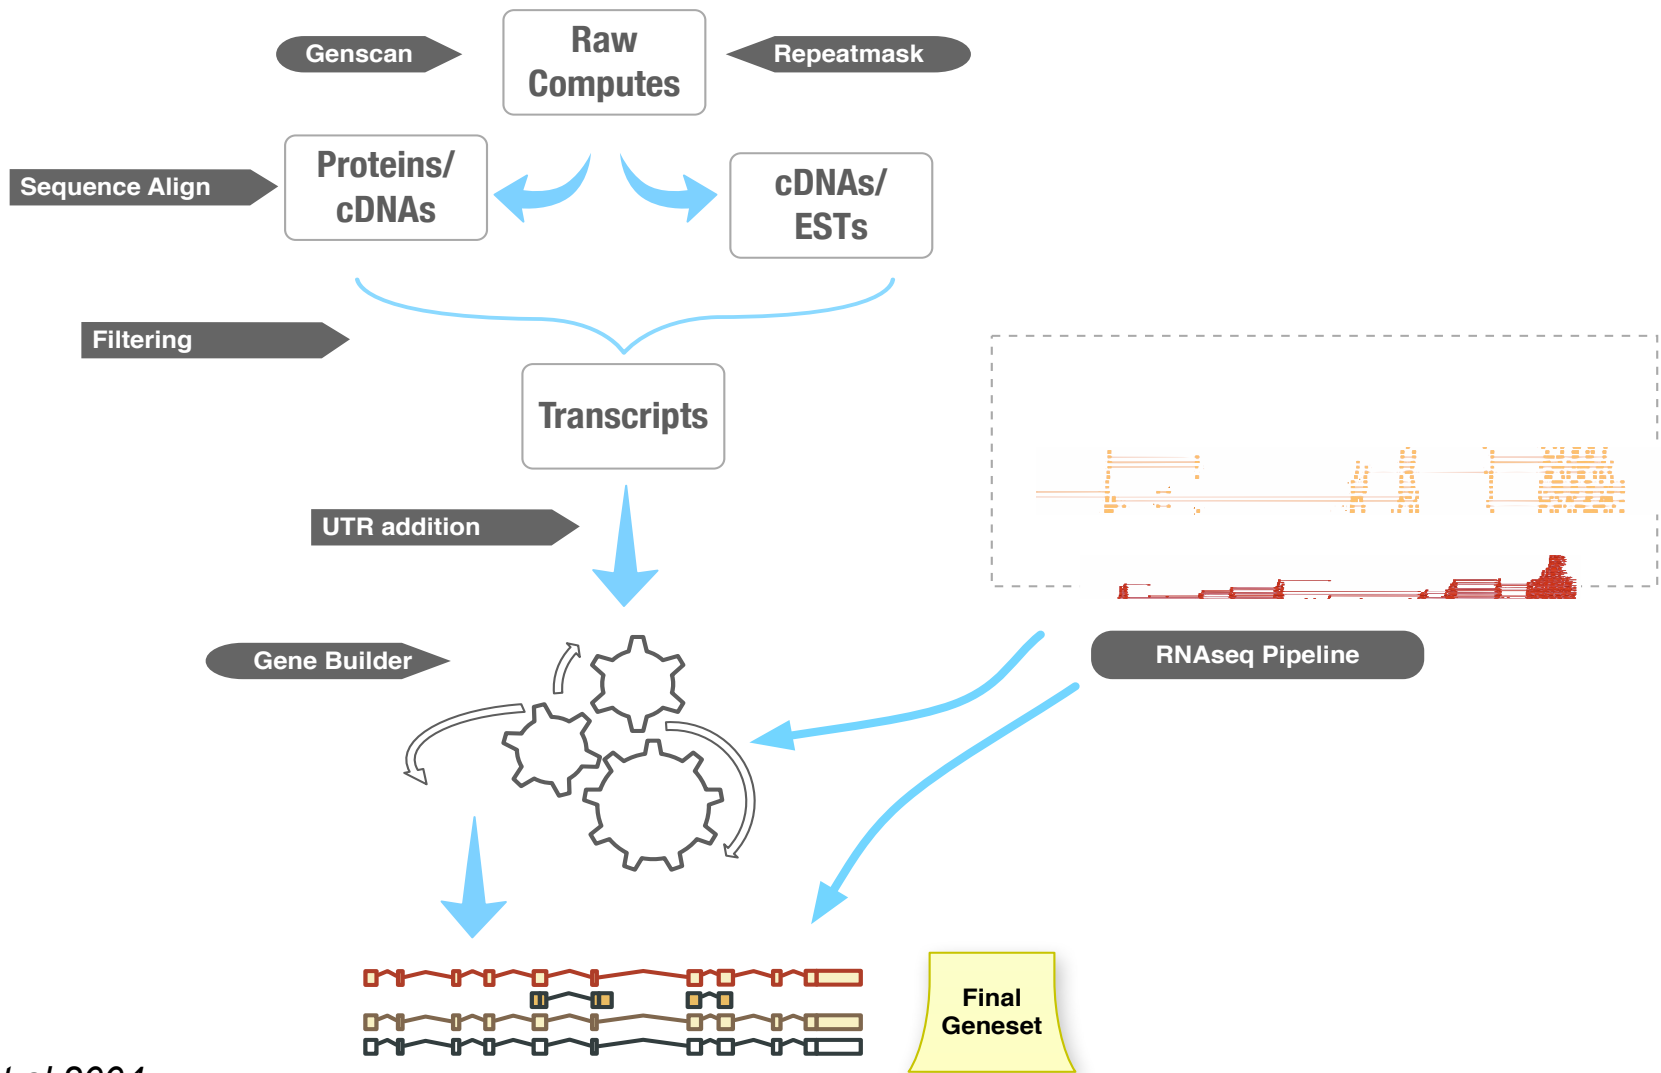 Genscan
Raw
Computes
Repeatmask
Sequence Align
Proteins/
cDNAs
cDNAs/
ESTs
Filtering
Transcripts
UTR addition
Gene Builder
RNAseq Pipeline
Final
Geneset